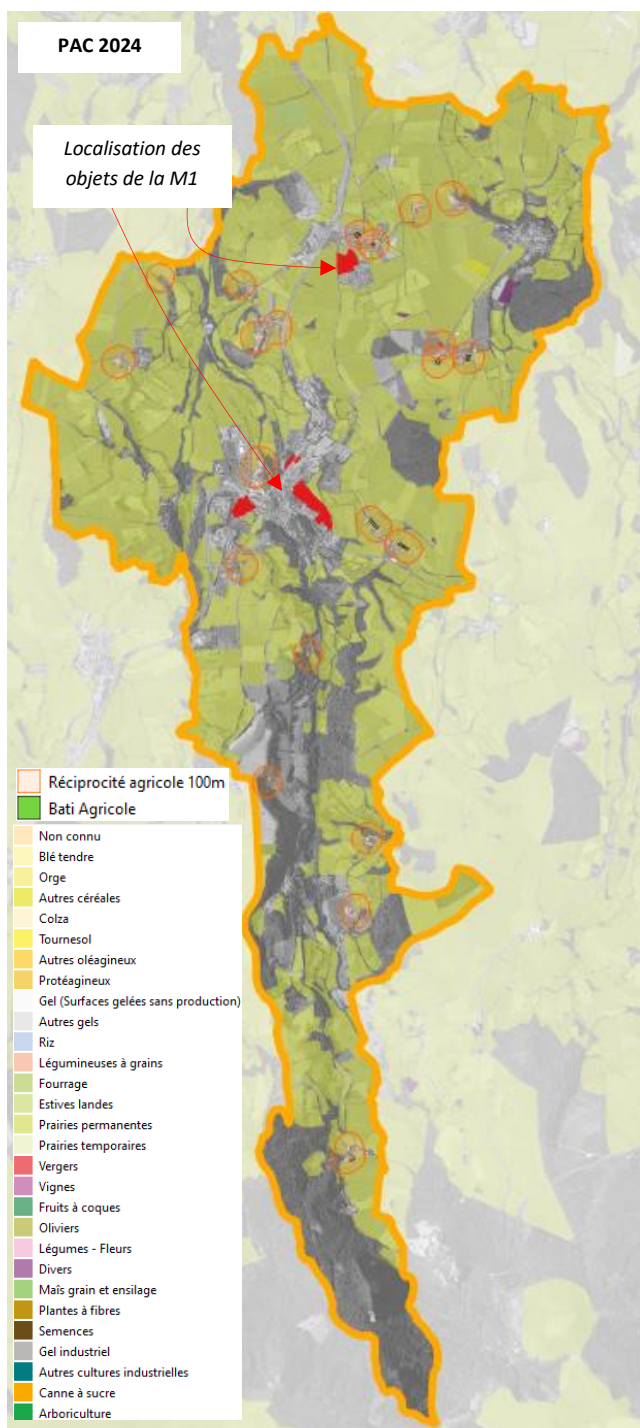 PAC 2024
Localisation des
objets de la M1
Réciprocité agricole 100m
Bati Agricole
Non connu
Blé tendre
Orge
Autres céréales
Colza
Tournesol
Autres oléagineux
Protéagineux
Gel (Surfaces gelées sans production)
Autres gels
Riz
Légumineuses à grains
Fourrage
Estives landes
Prairies permanentes
Prairies temporaires
Vergers
Vignes
Fruits à coques
Oliviers
Légumes - Fleurs
Divers
Maïs grain et ensilage
Plantes à fibres
Semences
Gel industriel
Autres cultures industrielles
Canne à sucre
Arboriculture